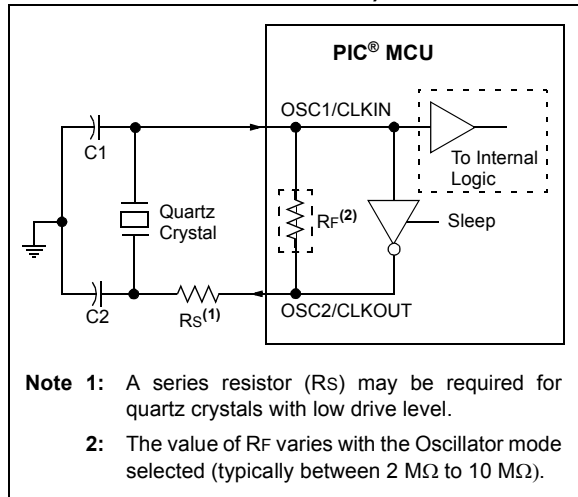 PIC® MCU
OSC1/CLKIN
C1
To Internal
Logic
Quartz
Crystal
RF(2)
Sleep
C2
RS(1)
OSC2/CLKOUT
Note 1: A series resistor (RS) may be required for
quartz crystals with low drive level.
2: The value of RF varies with the Oscillator mode
selected (typically between 2 MΩ to 10 MΩ).